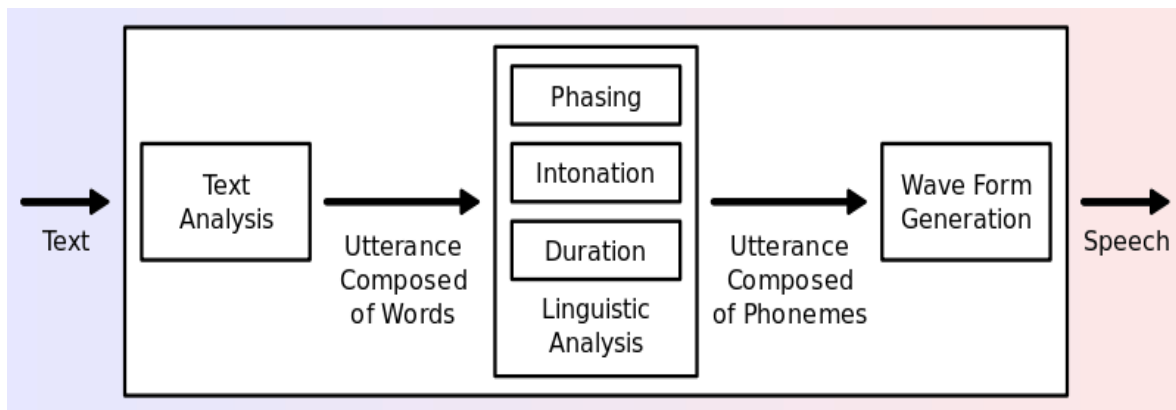 Text
Text
Analysis
Utterance
Composed
of Words
Phasing
Intonation
Duration
Linguistic
Analysis
Utterance
Composed
of Phonemes
Wave Form
Generation
Speech